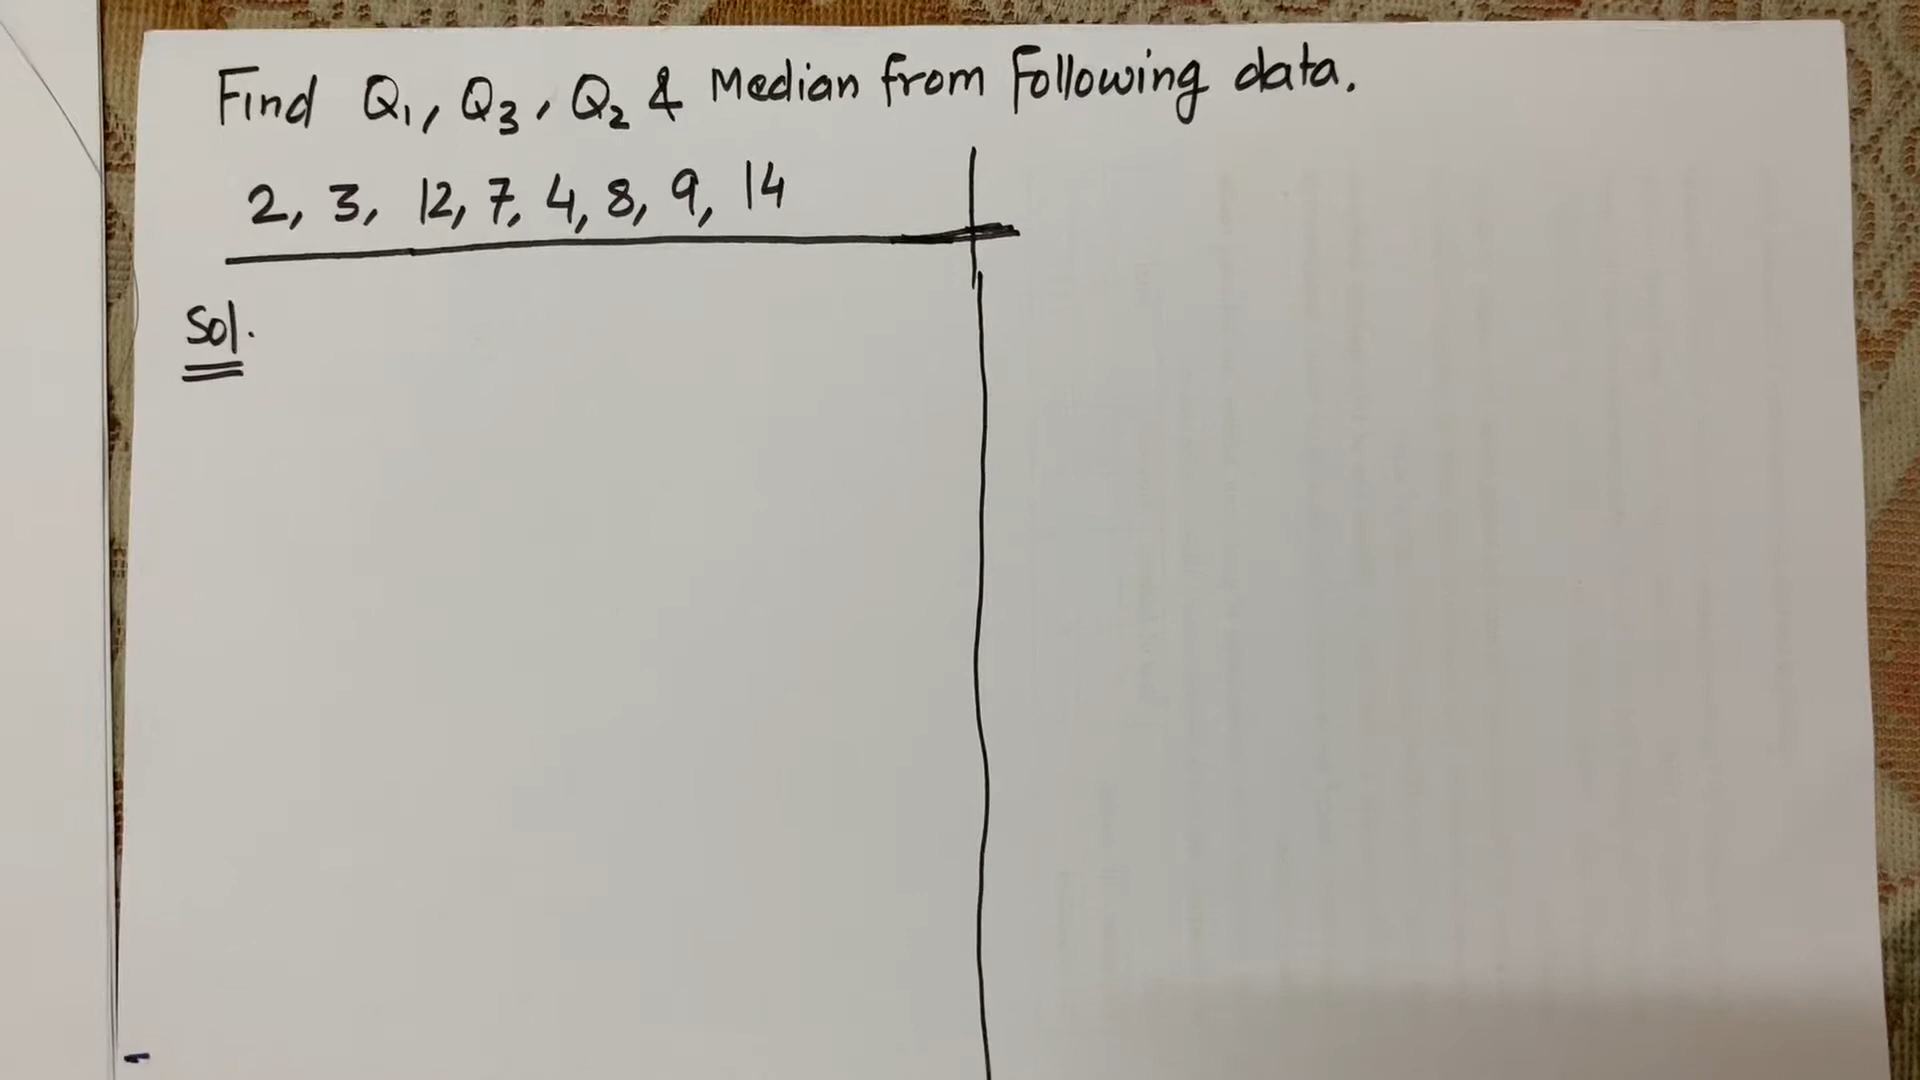 Find Q₁, Q₃, Q₂ & Median from Following data.
2, 3, 12, 7, 4, 8, 9, 14
Sol.